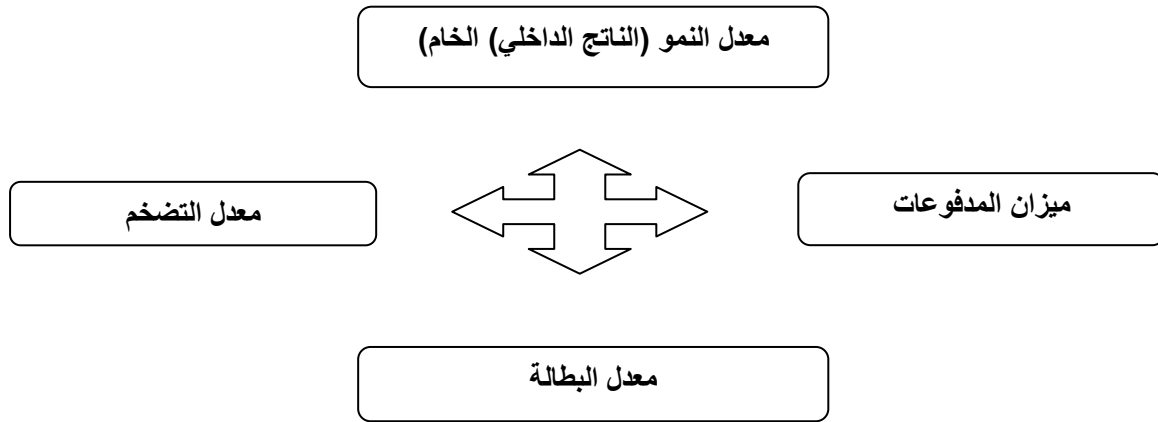 معدل النمو (الناتج الداخلي) الخام)
ميزان المدفوعات
معدل التضخم
معدل البطالة